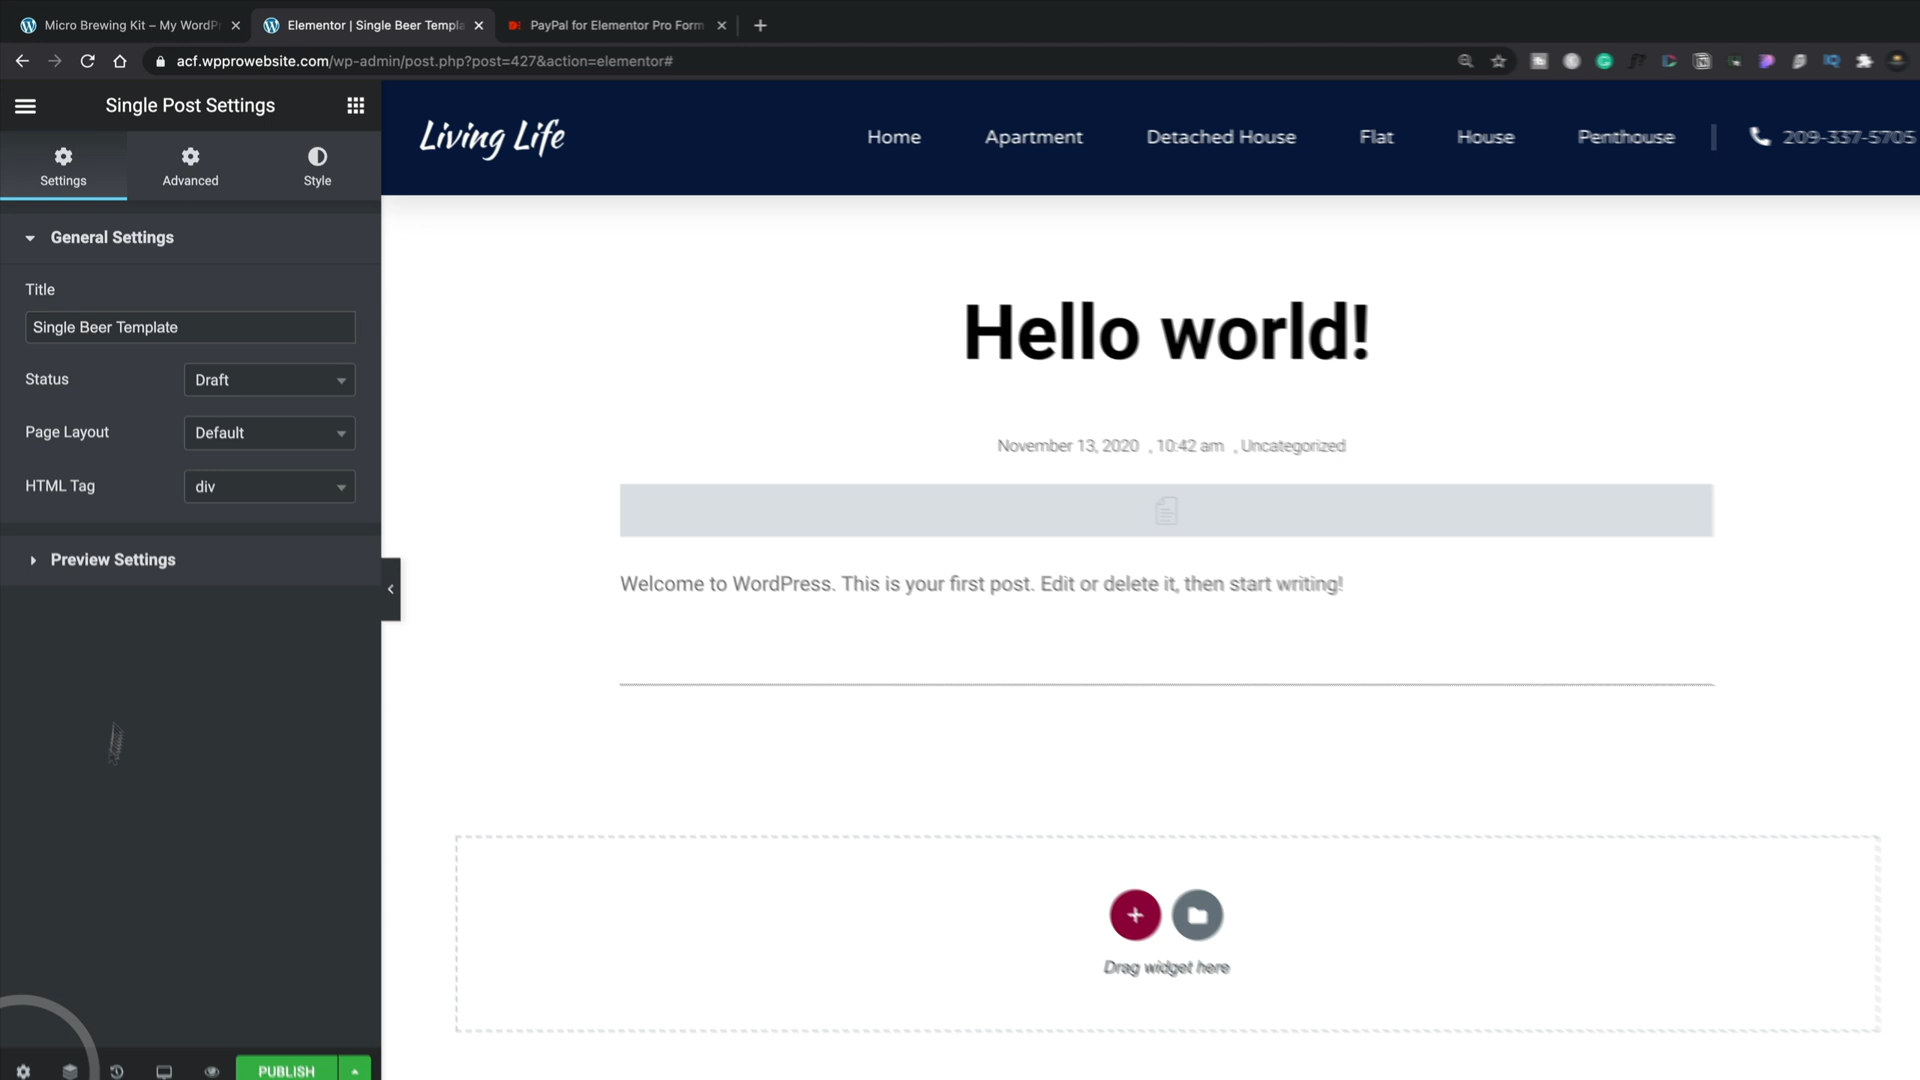 Micro Brewing Kit – My WordPr
Elementor | Single Beer Templa
PayPal for Elementor Pro Form
acf.wpprowebsite.com/wp-admin/post.php?post=427&action=elementor#
Single Post Settings
Settings
Advanced
Style
General Settings
Title
Single Beer Template
Status
Draft
Page Layout
Default
HTML Tag
div
Preview Settings
PUBLISH
Living Life
Home
Apartment
Detached House
Flat
House
Penthouse
209-337-5705
Hello world!
November 13, 2020 , 10:42 am , Uncategorized
Welcome to WordPress. This is your first post. Edit or delete it, then start writing!
Drag widget here